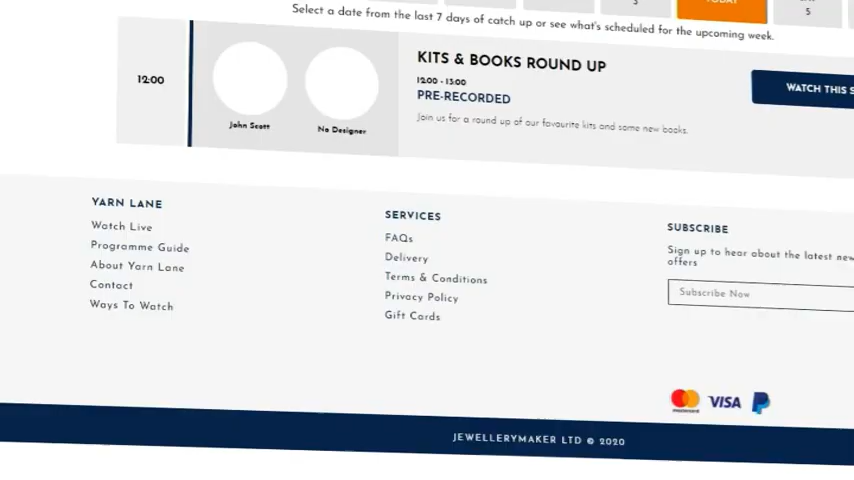 3
TODAY
5
Select a date from the last 7 days of catch up or see what's scheduled for the upcoming week.
12:00
John Scott
No Designer
KITS & BOOKS ROUND UP
12:00 - 13:00
PRE-RECORDED
Join us for a round up of our favourite kits and some new books.
WATCH THIS S
YARN LANE
Watch Live
Programme Guide
About Yarn Lane
Contact
Ways To Watch
SERVICES
FAQs
Delivery
Terms & Conditions
Privacy Policy
Gift Cards
SUBSCRIBE
Sign up to hear about the latest new
offers
Subscribe Now
mastercard VISA
JEWELLERYMAKER LTD © 2020